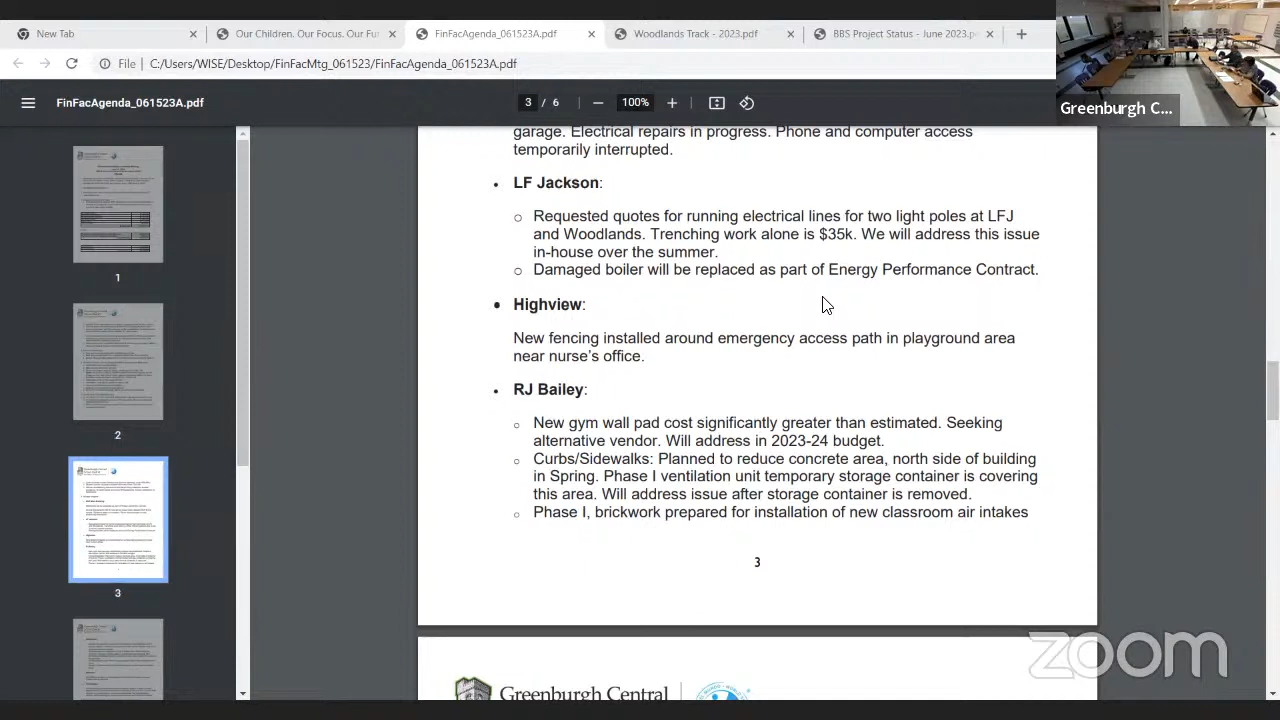 New Tab
Our Children. Our Focus. Our Fut
FinFacAgenda_061523A.pdf
Woodlands Track - 2023.pdf
BBS Project Status - June 2023.p
File | C:/Users/WISE/Desktop/FinFacMtg_061523/FinFacAgenda_061523A.pdf
Greenburgh C...
FinFacAgenda_061523A.pdf
3 / 6
100%
1
2
3
garage. Electrical repairs in progress. Phone and computer access
temporarily interrupted.
• LF Jackson:
○ Requested quotes for running electrical lines for two light poles at LFJ
and Woodlands. Trenching work alone is $35k. We will address this issue
in-house over the summer.
○ Damaged boiler will be replaced as part of Energy Performance Contract.
• Highview:
New fencing installed around emergency access path in playground area
near nurse's office.
• RJ Bailey:
○ New gym wall pad cost significantly greater than estimated. Seeking
alternative vendor. Will address in 2023-24 budget.
○ Curbs/Sidewalks: Planned to reduce concrete area, north side of building
in Spring. Phase I ventilation unit temporary storage container is covering
this area. Will address issue after storage container is removed.
○ Phase I, brickwork prepared for installation of new classroom air intakes
3
Greenburgh Central
zoom